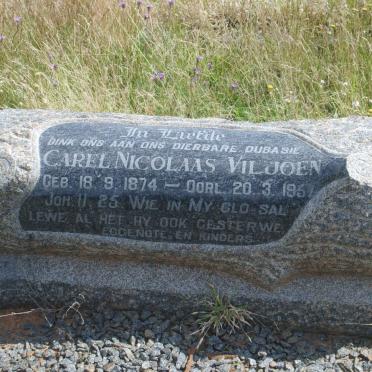 In Liefde
DINK ONS AAN ONS DIERBARE OUBASIE
CAREL NICOLAAS VILJOEN
GEB. 18.9.1874 — OORL. 20.3.
JOH. 11:25. WIE IN MY GLO SAL
LEWE AL HET HY OOK GESTERWE
EGGENOTE EN KINDERS